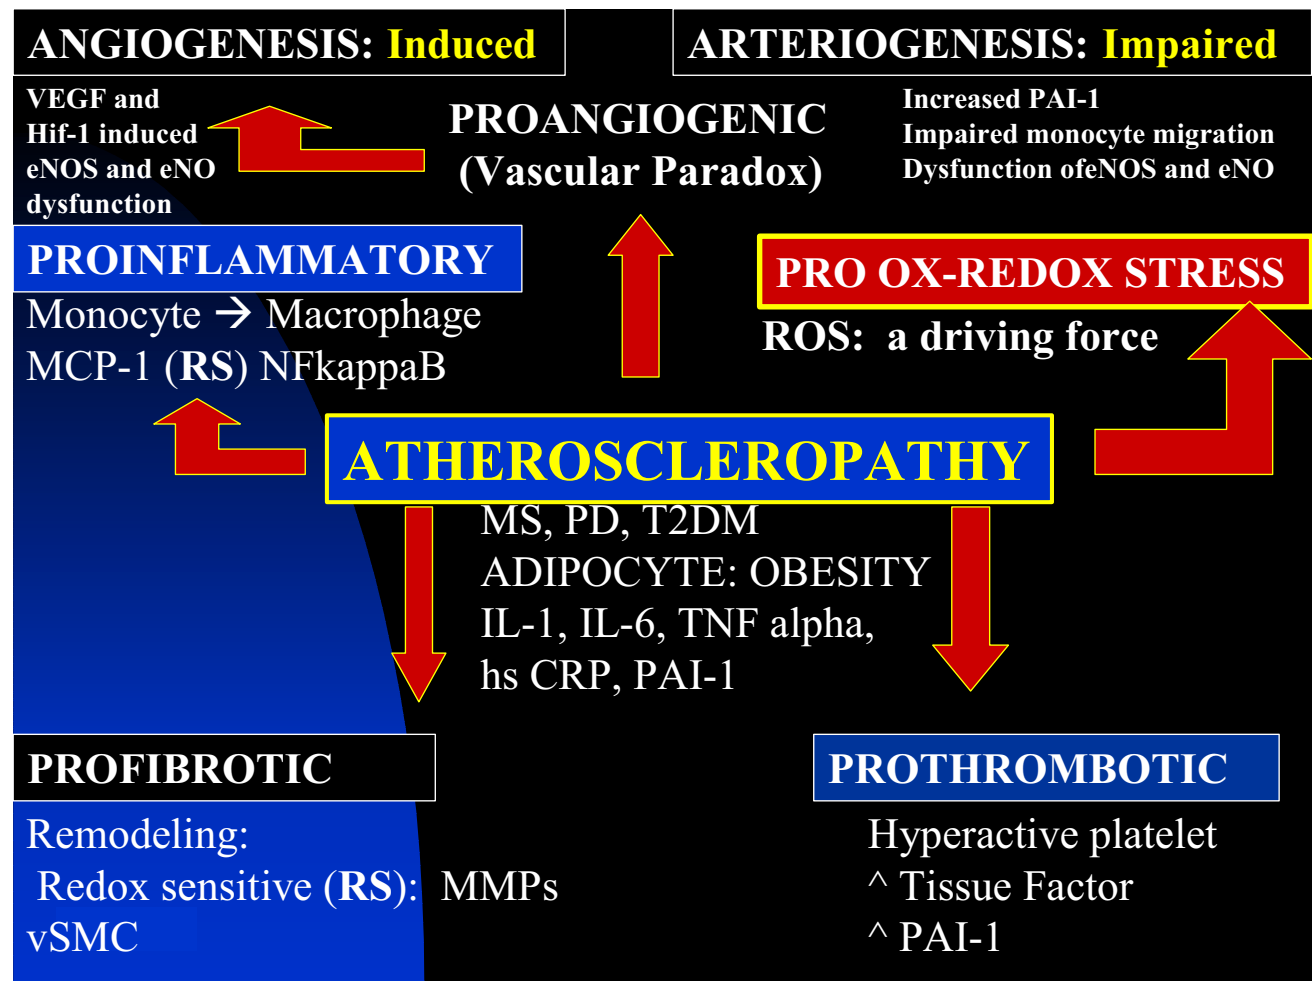 ANGIOGENESIS: Induced
ARTERIOGENESIS: Impaired
VEGF and
Hif-1 induced
eNOS and eNO
dysfunction
PROANGIOGENIC
(Vascular Paradox)
Increased PAI-1
Impaired monocyte migration
Dysfunction ofeNOS and eNO
PROINFLAMMATORY
Monocyte → Macrophage
MCP-1 (RS) NFkappaB
PRO OX-REDOX STRESS
ROS:  a driving force
ATHEROSCLEROPATHY
MS, PD, T2DM
ADIPOCYTE: OBESITY
IL-1, IL-6, TNF alpha,
hs CRP, PAI-1
PROFIBROTIC
Remodeling:
Redox sensitive (RS):  MMPs
vSMC
PROTHROMBOTIC
Hyperactive platelet
^ Tissue Factor
^ PAI-1